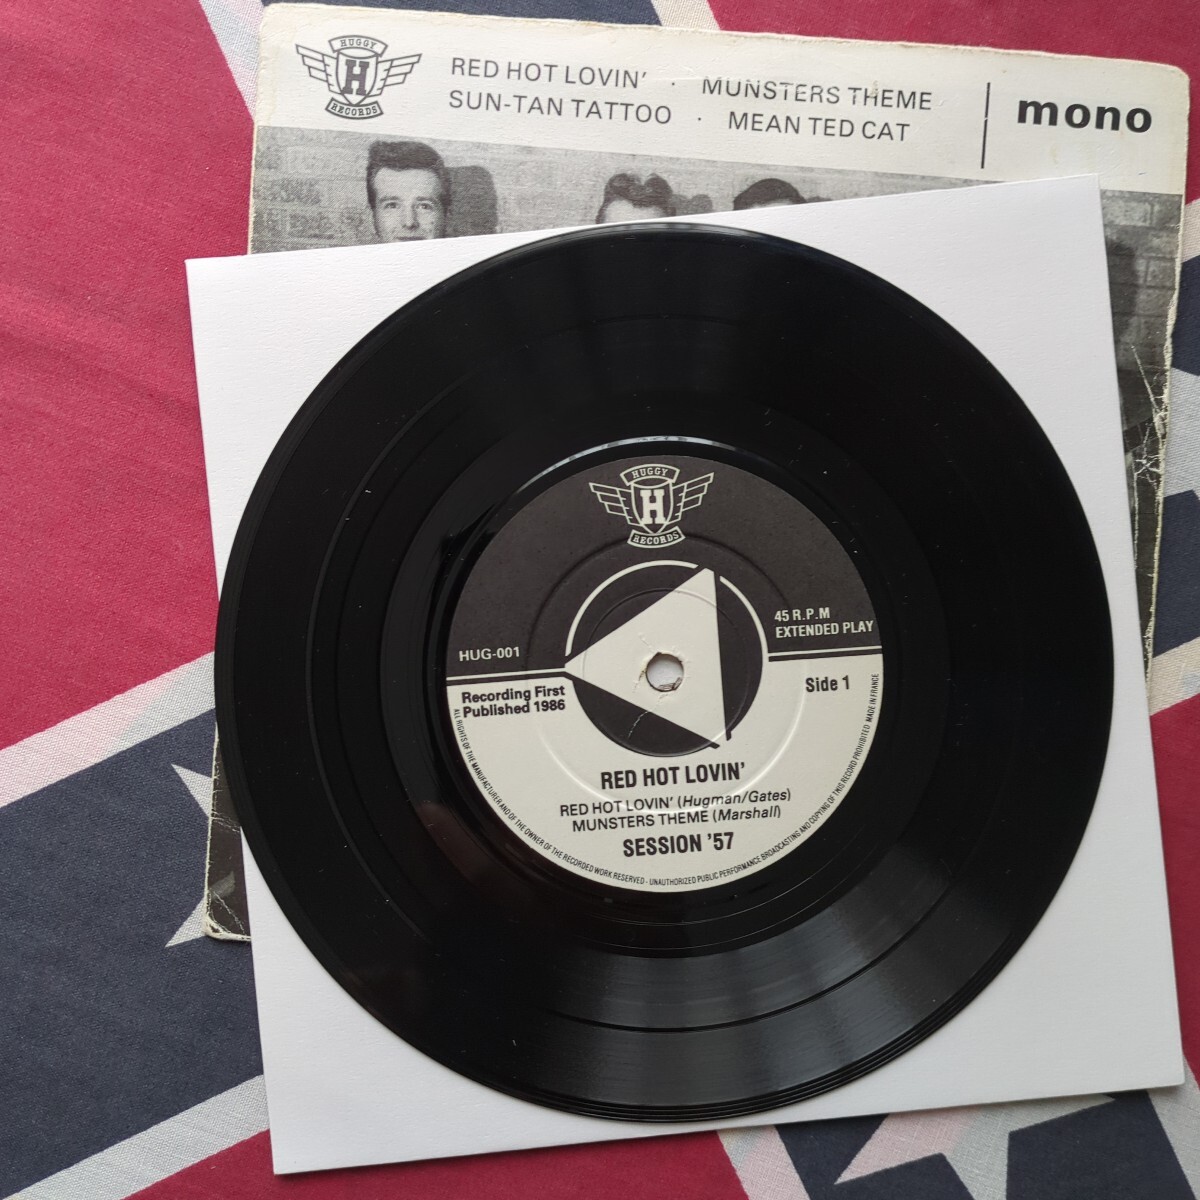 HUGGY
H
RECORDS
RED HOT LOVIN' · MUNSTERS THEME
SUN-TAN TATTOO · MEAN TED CAT
mono
HUGGY
H
RECORDS
HUG-001
45 R.P.M
EXTENDED PLAY
Recording First
Published 1986
Side 1
RED HOT LOVIN'
RED HOT LOVIN' (Hugman/Gates)
MUNSTERS THEME (Marshall)
SESSION '57
ALL RIGHTS OF THE MANUFACTURER AND OF THE OWNER OF THE RECORDED WORK RESERVED - UNAUTHORIZED PUBLIC PERFORMANCE BROADCASTING AND COPYING OF THIS RECORD PROHIBITED MADE IN FRANCE